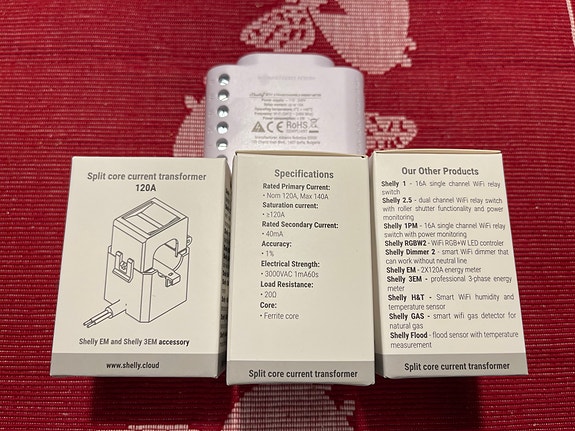 RoHS
Split core current transformer
120A
Shelly EM and Shelly 3EM accessory
www.shelly.cloud
Specifications
Rated Primary Current:
• Nom 120A, Max 140A
Saturation current:
• ≥120A
Rated Secondary Current:
• 40mA
Accuracy:
• 1%
Electrical Strength:
• 3000VAC 1mA60s
Load Resistance:
• 20Ω
Core:
• Ferrite core
Split core current transformer
Our Other Products
Shelly 1 - 16A single channel WiFi relay
switch
Shelly 2.5 - dual channel WiFi relay switch
with roller shutter functionality and power
monitoring
Shelly 1PM - 16A single channel WiFi relay
switch with power monitoring
Shelly RGBW2 - WiFi RGB+W LED controler
Shelly Dimmer 2 - smart WiFi dimmer that
can work without neutral line
Shelly EM - 2X120A energy meter
Shelly 3EM - professional 3-phase energy
meter
Shelly H&T - Smart WiFi humidity and
temperature sensor
Shelly GAS - smart wifi gas detector for
natural gas
Shelly Flood - flood sensor with temperature
measurement
Split core current transformer